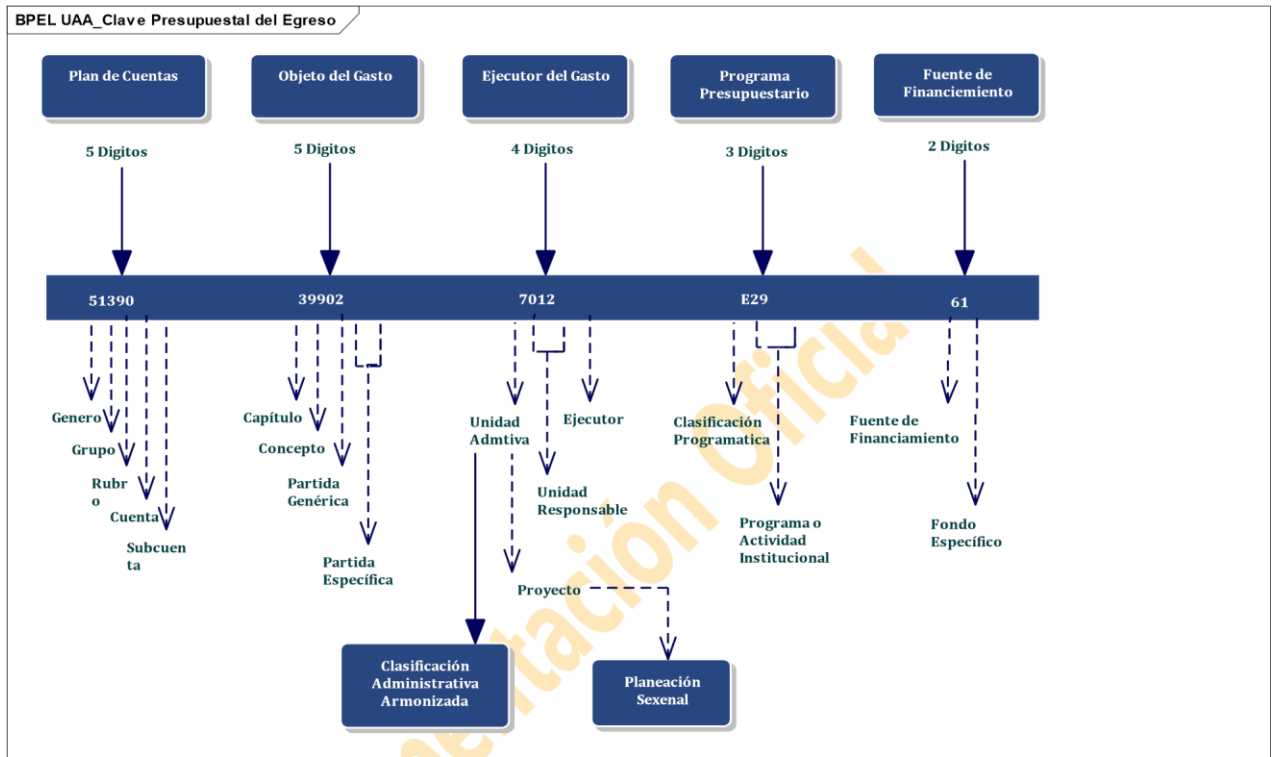 BPEL UAA_Clave Presupuestal del Egreso
Plan de Cuentas
Objeto del Gasto
Ejecutor del Gasto
Programa
Presupuestario
Fuente de
Financiemiento
5 Digitos
5 Digitos
4 Digitos
3 Digitos
2 Digitos
51390
39902
7012
E29
61
Genero
Grupo
Rubr
o
Cuenta
Subcuen
ta
Capítulo
Concepto
Partida
Genérica
Partida
Específica
Unidad
Admtiva
Ejecutor
Unidad
Responsable
Proyecto
Clasificación
Programatica
Programa o
Actividad
Institucional
Fuente de
Financiamiento
Fondo
Específico
Clasificación
Administrativa
Armonizada
Planeación
Sexenal
mentación Oficial